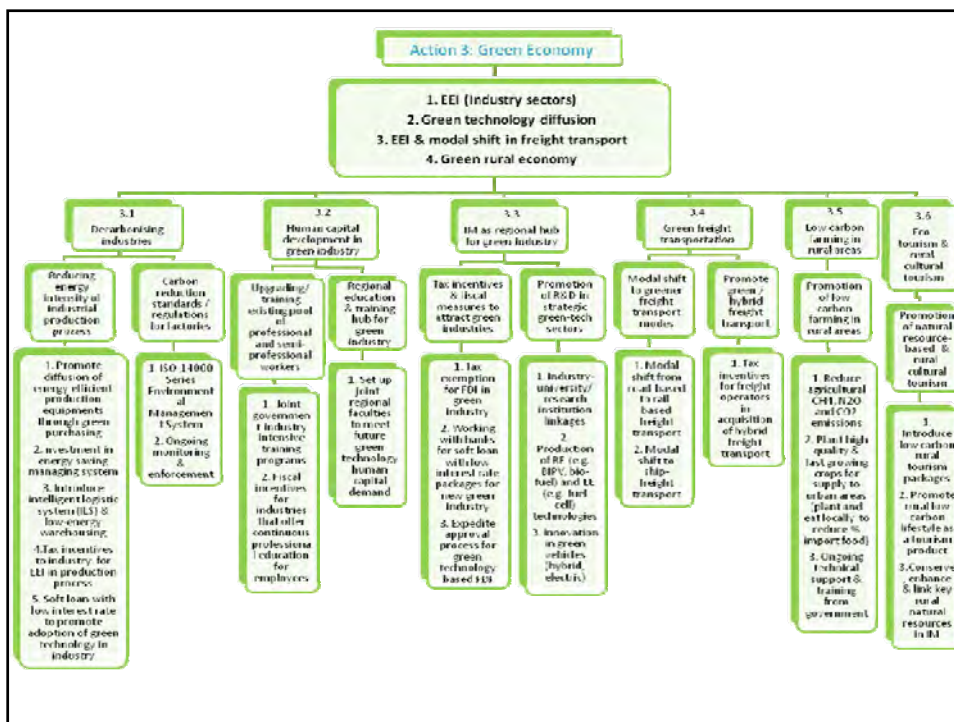 Action 3: Green Economy
1. EEI (Industry sectors)
2. Green technology diffusion
3. EEI & modal shift in freight transport
4. Green rural economy
3.1
Decarbonising
industries
3.2
Human capital
development in
green industry
3.3
IM as regional hub
for green industry
3.4
Green freight
transportation
3.5
Low carbon
farming in
rural areas
3.6
Eco
tourism &
rural
cultural
tourism
Reducing
energy
intensity of
industrial
production
process
Carbon
reduction
standards /
regulations
for factories
Upgrading/
training
existing pool
of
professional
and semi-
professional
workers
Regional
education &
training
hub for
green
industry
Tax incentives
& fiscal
measures to
attract green
industries
Promotion
of R&D in
strategic
green-tech
sectors
Modal shift
to greener
freight
transport
modes
Promote
green /
hybrid
freight
transport
Promotion
of low
carbon
farming in
rural areas
Promotion
of natural
resource-
based & rural
cultural
tourism
1. Promote
diffusion of
energy efficient
production
equipments
through green
purchasing
2. Investment in
energy saving
managing system
3. Introduce
intelligent logistic
system (ILS) &
low-energy
warehousing
4.Tax incentives
to industry for
EEI in production
process
5. Soft loan with
low interest rate
to promote
adoption of green
technology in
industry
1 ISO 14000
Series
Environment
al
Managemen
t System
2. Ongoing
monitoring &
enforcement
1. Joint
governmen
t industry
intensive
training
programs
2. Fiscal
incentives
for
industries
that offer
continuous
professiona
l education
for
employers
1. Set up
joint
regional
faculties
to meet
future
green
technology
human
capital
demand
1. Tax
exemption
for FDI in
green
industry
2. Working
with banks
for soft loan
with low
interest rate
packages for
new green
industry
3. Expedite
approval
process for
green
technology
based FDI
1. Industry-
university/
research
institution
linkages
2.
Production
of RE (e.g.
BIPV, bio-
fuel) and EE
(e.g. fuel
cell)
technologies
3. Innovation
in green
vehicles
(hybrid,
electric)
1. Modal
shift from
road based
to rail based
freight
transport
2. Modal
shift to
ship-freight
transport
1. Tax
incentives
for freight
operators
in
acquisition
of hybrid
freight
transport
1. Reduce
agricultural
CH4, N2O
and CO2
emissions
2. Plant high
quality &
fast growing
crops for
supply to
urban areas
(plant and
eat locally to
reduce %
import food)
3. Ongoing
technical
support &
training
from
government
1.
Introduce
low carbon
rural
tourism
packages
2. Promote
rural low
carbon
lifestyle as
a tourism
product
3.Conserve,
enhance
& link key
rural
natural
resources
in IM